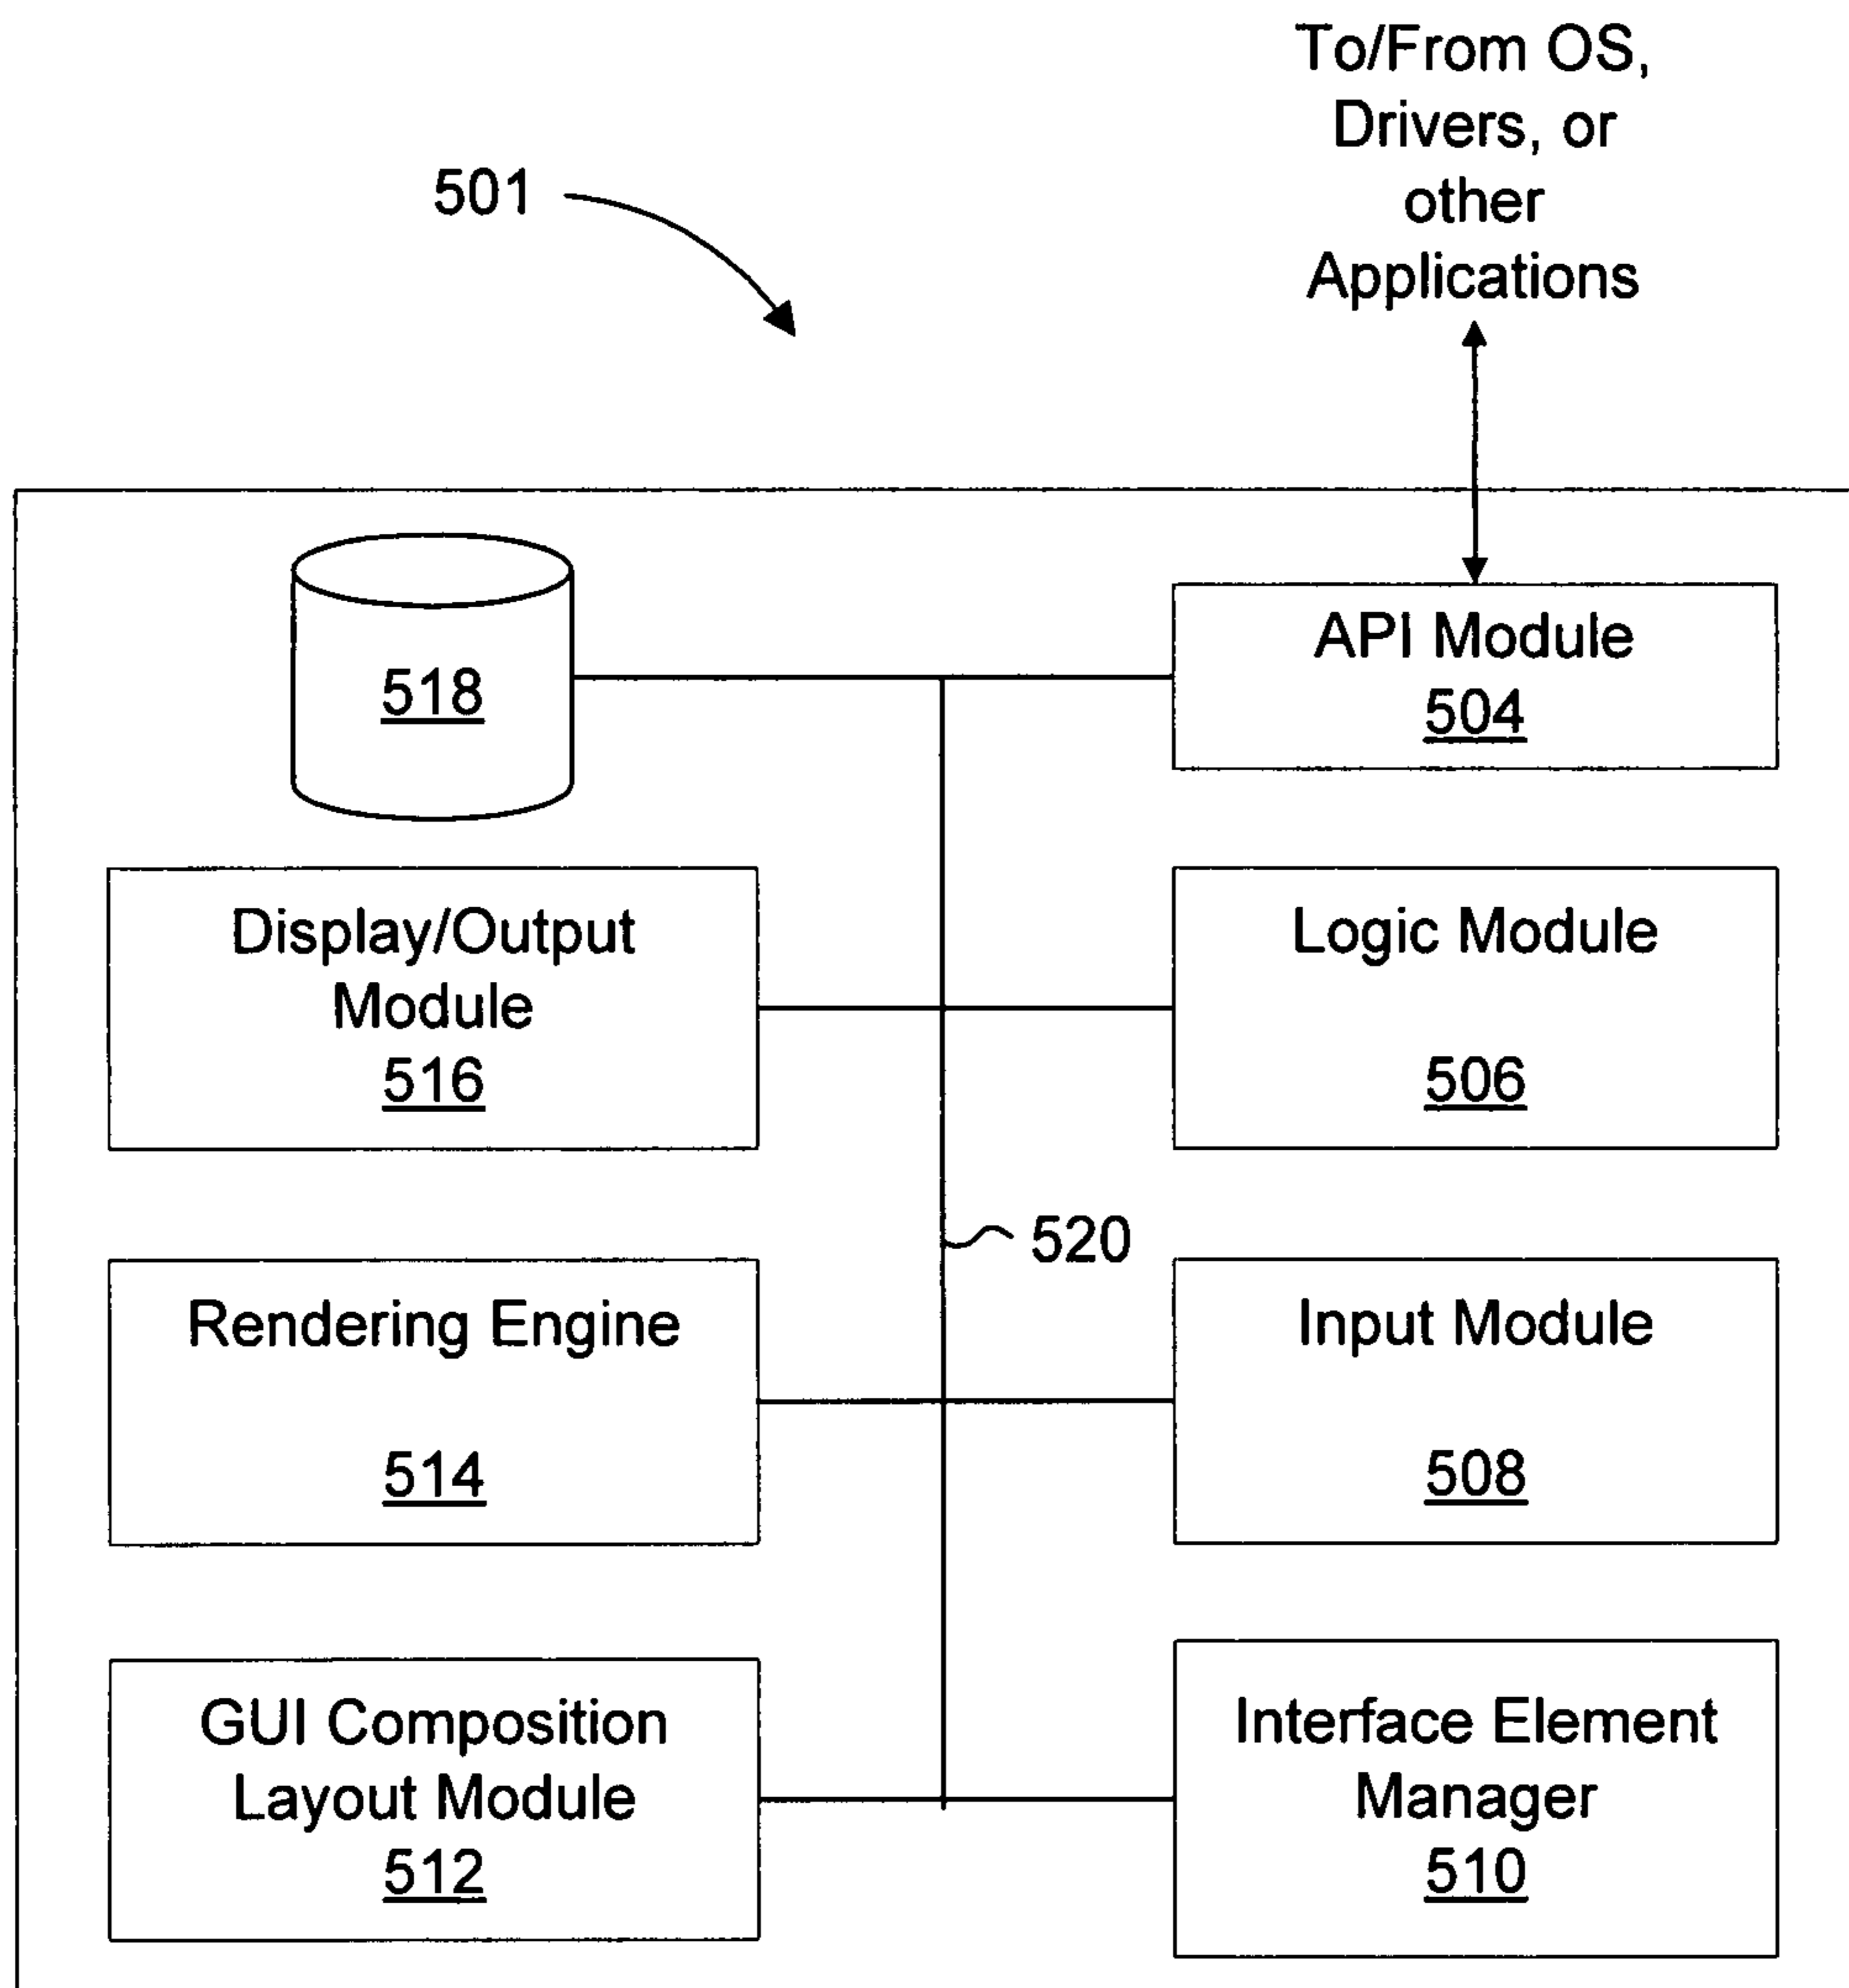 To/From OS,
Drivers, or
other
Applications
501
518
API Module
504
Display/Output
Module
516
Logic Module
506
520
Rendering Engine
514
Input Module
508
GUI Composition
Layout Module
512
Interface Element
Manager
510